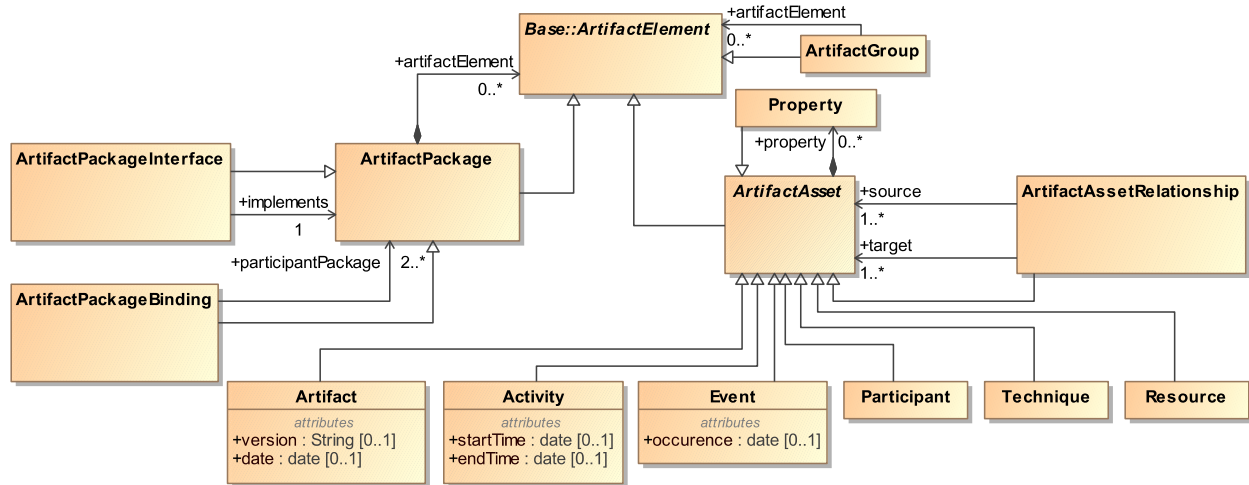 +artifactElement
Base::ArtifactElement
0..*
ArtifactGroup
+artifactElement
0..*
Property
+property
0..*
ArtifactPackageInterface
ArtifactPackage
+implements
1
ArtifactAsset
+source
1..*
+target
1..*
ArtifactAssetRelationship
+participantPackage
2..*
ArtifactPackageBinding
Artifact
attributes
+version : String [0..1]
+date : date [0..1]
Activity
attributes
+startTime : date [0..1]
+endTime : date [0..1]
Event
attributes
+occurence : date [0..1]
Participant
Technique
Resource